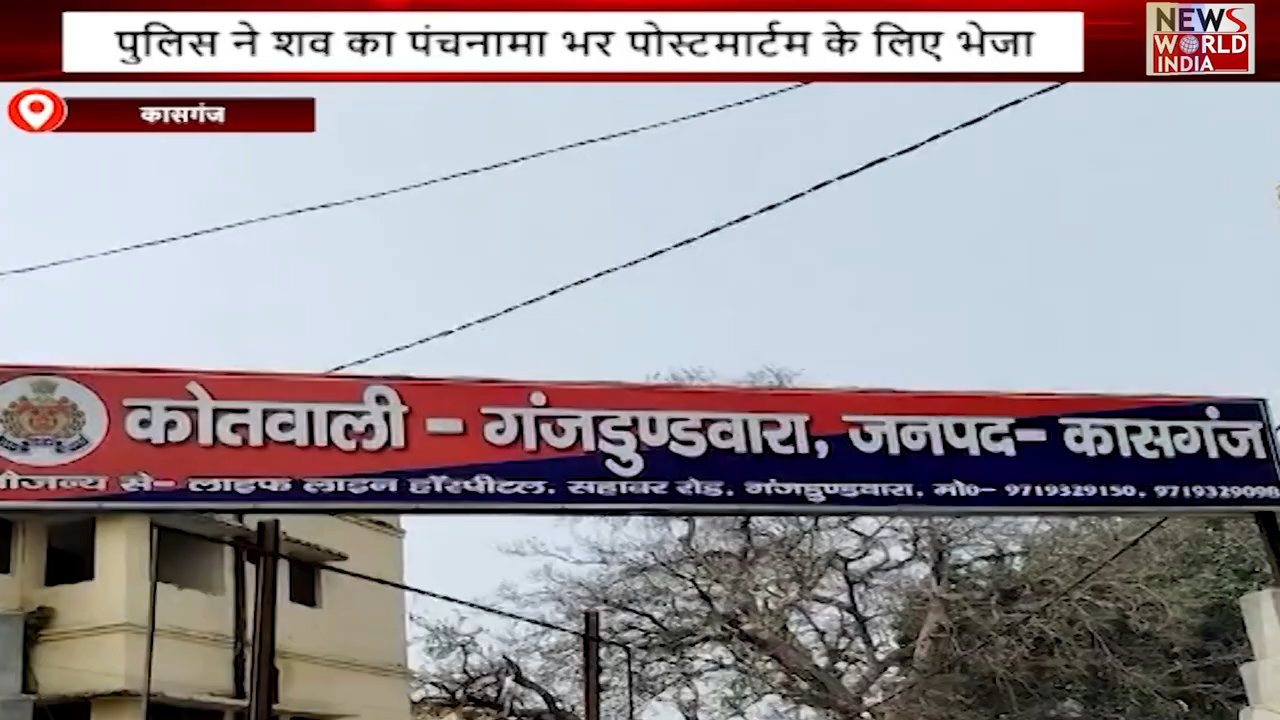 पुलिस ने शव का पंचनामा भर पोस्टमार्टम के लिए भेजा
NEWS
WORLD
INDIA
कासगंज
कोतवाली - गंजडुण्डवारा, जनपद- कासगंज
से- लाइफ लाइन हॉस्पीटल. सहावर रोड. गंजडुण्डवारा. मो०- 9719329150, 9719329098